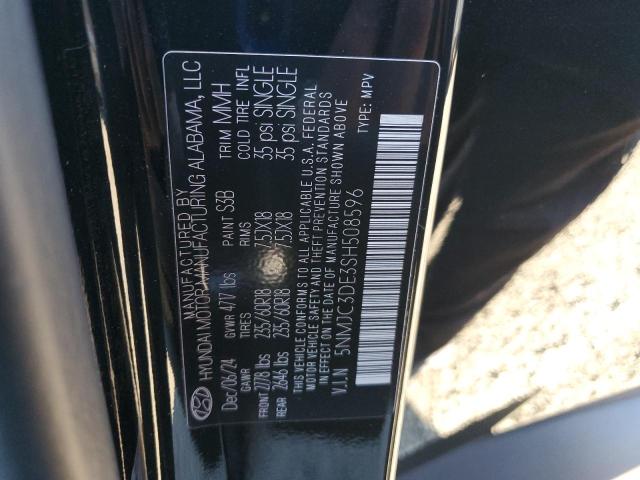 MANUFACTURED BY
HYUNDAI MOTOR MANUFACTURING ALABAMA, LLC
Dec/06/24 GVWR 4717 lbs PAINT S3B TRIM MMH
GAWR TIRES RIMS COLD TIRE INFL
FRONT 2778 lbs 235/60R18 7.5JX18 35 psi SINGLE
REAR 2646 lbs 235/60R18 7.5JX18 35 psi SINGLE
THIS VEHICLE CONFORMS TO ALL APPLICABLE U.S.A. FEDERAL
MOTOR VEHICLE SAFETY AND THEFT PREVENTION STANDARDS
IN EFFECT ON THE DATE OF MANUFACTURE SHOWN ABOVE
V.I.N 5NMJC3DE3SH508596 TYPE: MPV